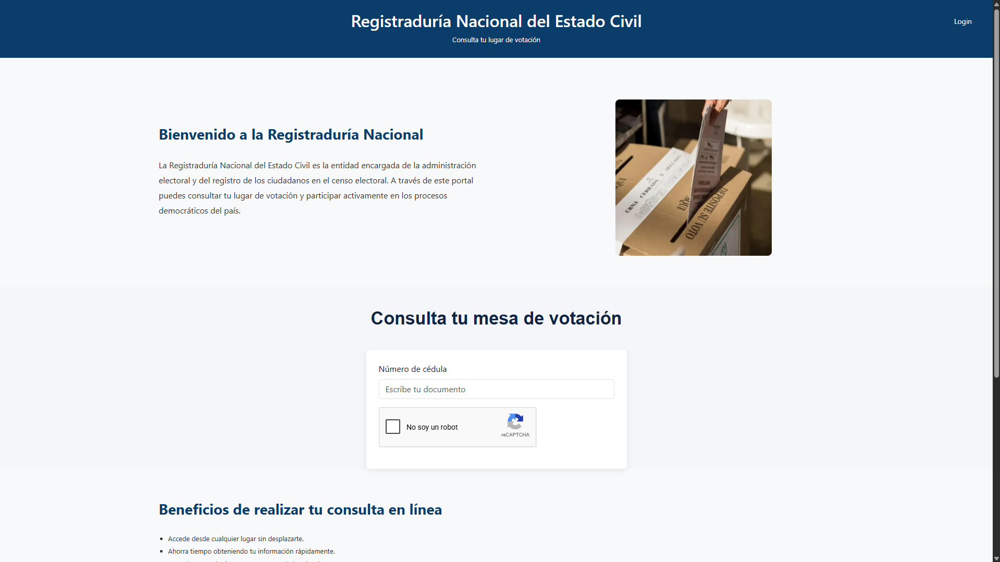 Registraduría Nacional del Estado Civil
Login
Consulta tu lugar de votación
Bienvenido a la Registraduría Nacional
La Registraduría Nacional del Estado Civil es la entidad encargada de la administración
electoral y del registro de los ciudadanos en el censo electoral. A través de este portal
puedes consultar tu lugar de votación y participar activamente en los procesos
democráticos del país.
URNA CERRADA Y SELLADA
AQUI
DEPOSITE SU VOTO
Consulta tu mesa de votación
Número de cédula
Escribe tu documento
No soy un robot
reCAPTCHA
Beneficios de realizar tu consulta en línea
• Accede desde cualquier lugar sin desplazarte.
• Ahorra tiempo obteniendo tu información rápidamente.